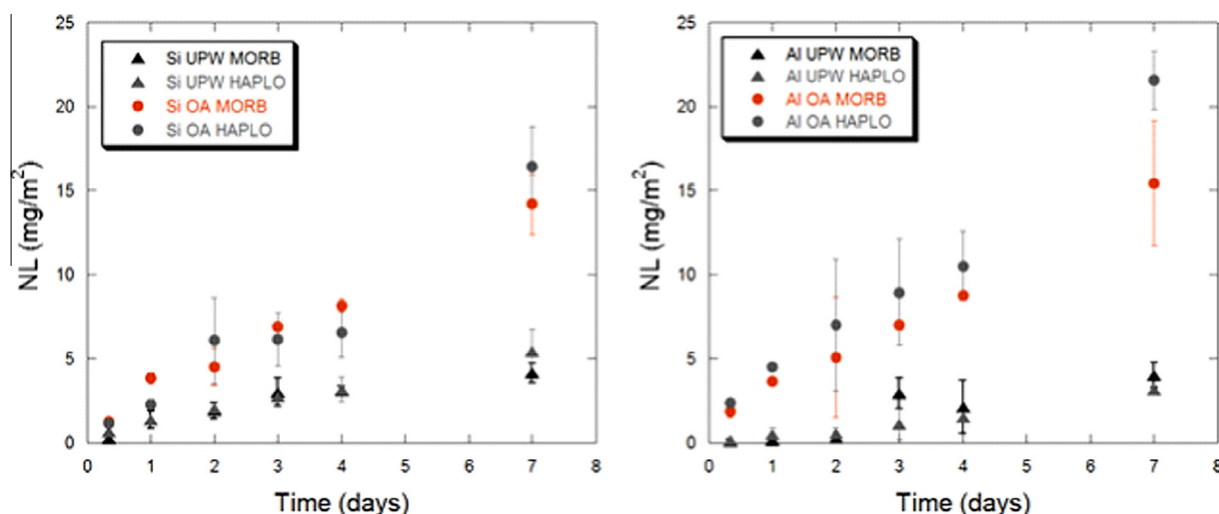 25
20
15
10
5
0
NL (mg/m²)
Si UPW MORB
Si UPW HAPLO
Si OA MORB
Si OA HAPLO
0 1 2 3 4 5 6 7 8
Time (days)
25
20
15
10
5
0
NL (mg/m²)
Al UPW MORB
Al UPW HAPLO
Al OA MORB
Al OA HAPLO
0 1 2 3 4 5 6 7 8
Time (days)